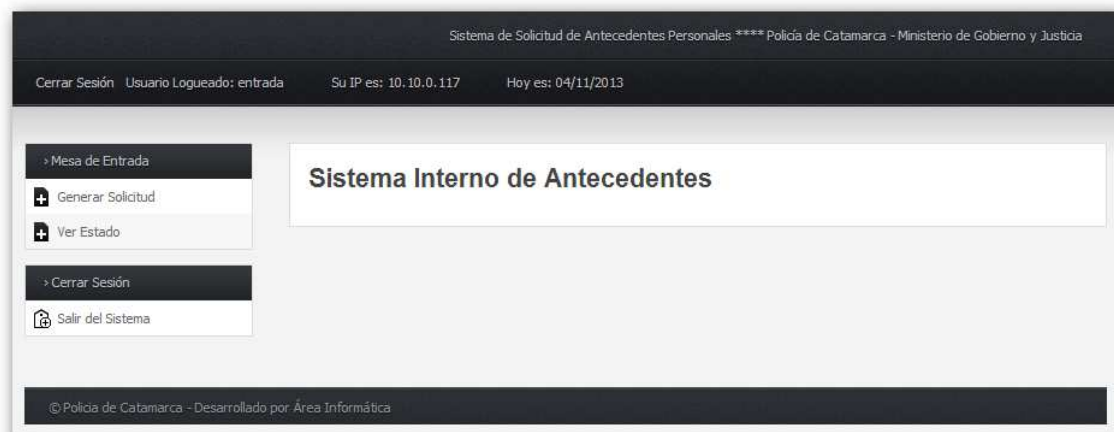 Sistema de Solicitud de Antecedentes Personales **** Policía de Catamarca - Ministerio de Gobierno y Justicia
Cerrar Sesión Usuario Logueado: entrada Su IP es: 10.10.0.117 Hoy es: 04/11/2013
› Mesa de Entrada
Generar Solicitud
Ver Estado
› Cerrar Sesión
Salir del Sistema
Sistema Interno de Antecedentes
© Policia de Catamarca - Desarrollado por Área Informática